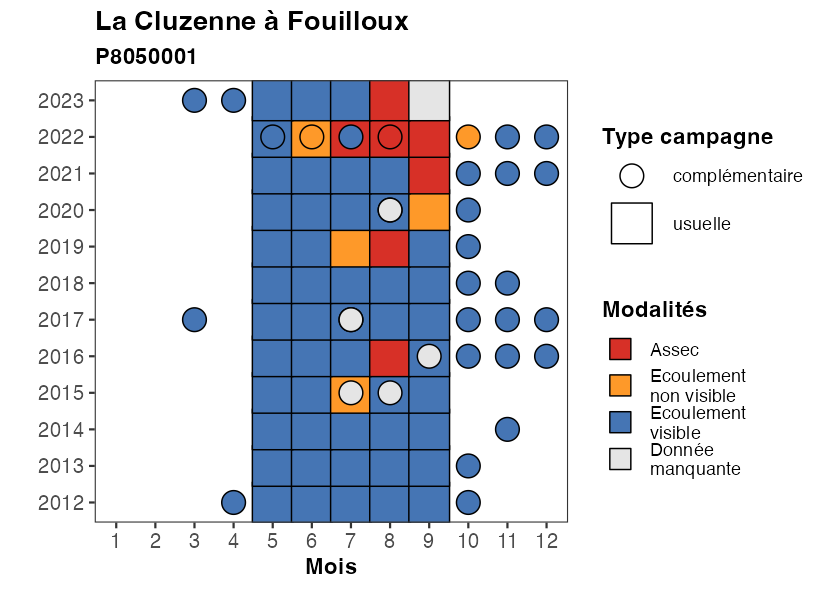 La Cluzenne à Fouilloux
P8050001
2023
2022
2021
2020
2019
2018
2017
2016
2015
2014
2013
2012
1 2 3 4 5 6 7 8 9 10 11 12
Mois
Type campagne
complémentaire
usuelle
Modalités
Assec
Ecoulement
non visible
Ecoulement
visible
Donnée
manquante